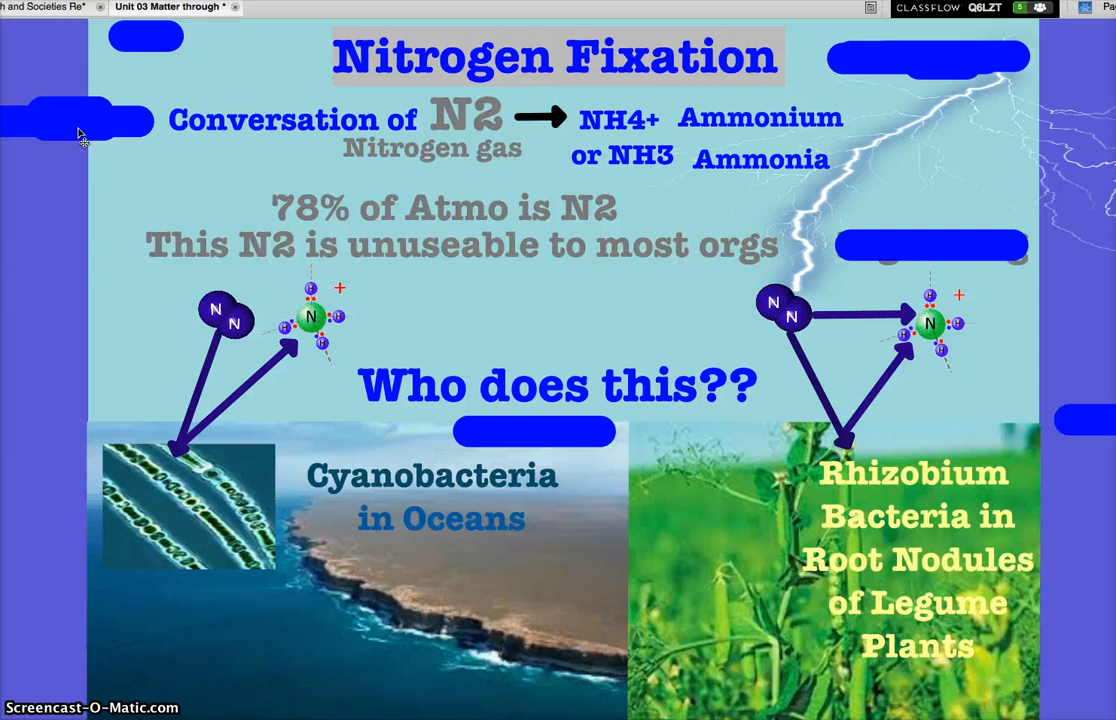 h and Societies Re*
Unit 03 Matter through *
CLASSFLOW Q6LZT 5
Pa
Nitrogen Fixation
Conversation of N2 NH4+ Ammonium
Nitrogen gas or NH3 Ammonia
78% of Atmo is N2
This N2 is unuseable to most orgs
N N H H H H N +
N N H H H H N +
Who does this??
Cyanobacteria
in Oceans
Rhizobium
Bacteria in
Root Nodules
of Legume
Plants
Screencast-O-Matic.com